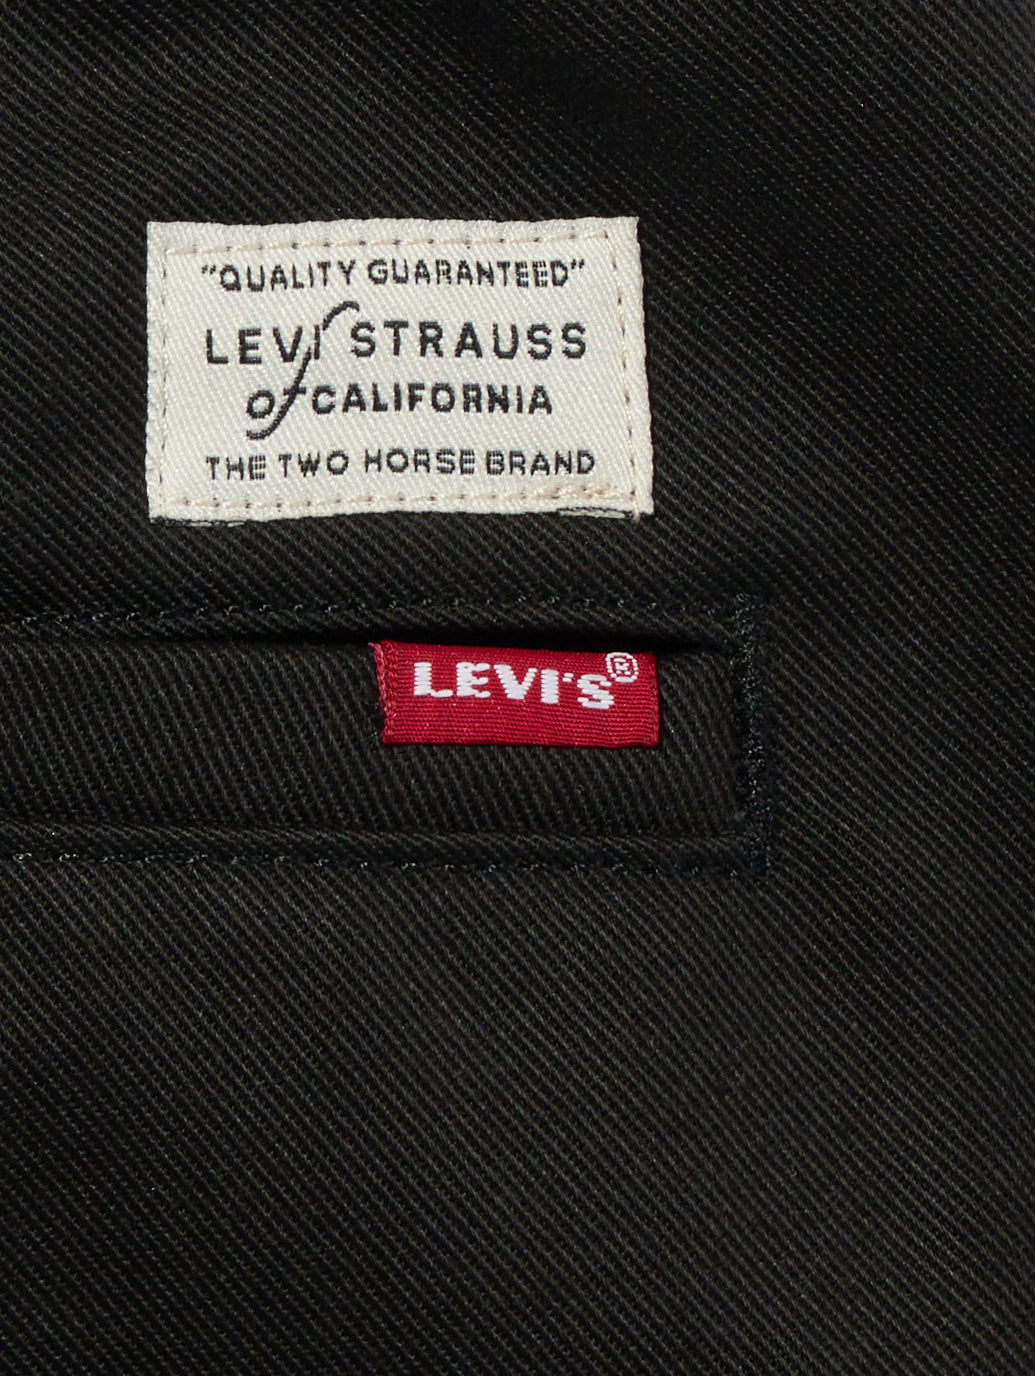 "QUALITY GUARANTEED"
LEVI STRAUSS
of CALIFORNIA
THE TWO HORSE BRAND
LEVI'S®